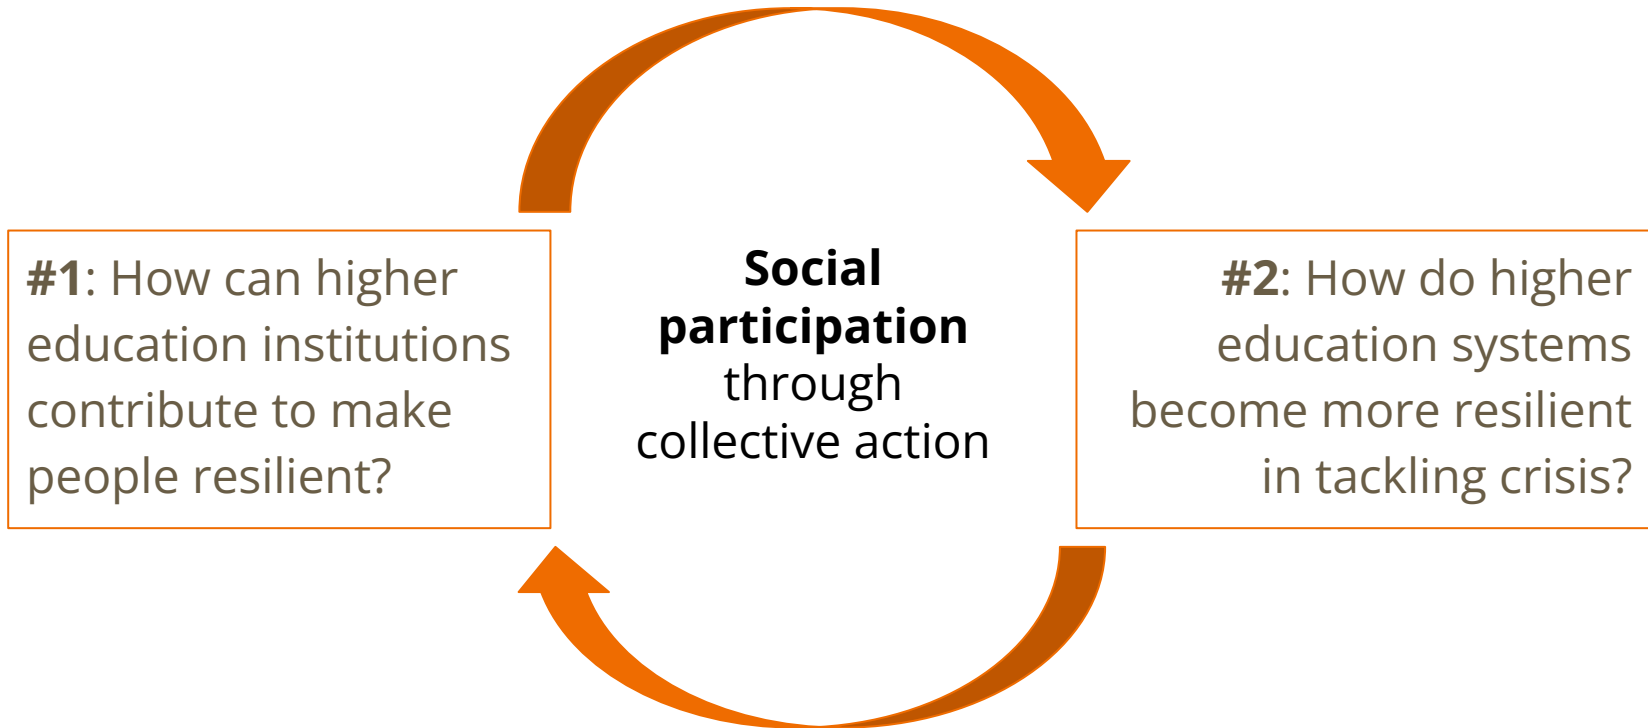 #1: How can higher
education institutions
contribute to make
people resilient?
Social
participation
through
collective action
#2: How do higher
education systems
become more resilient
in tackling crisis?